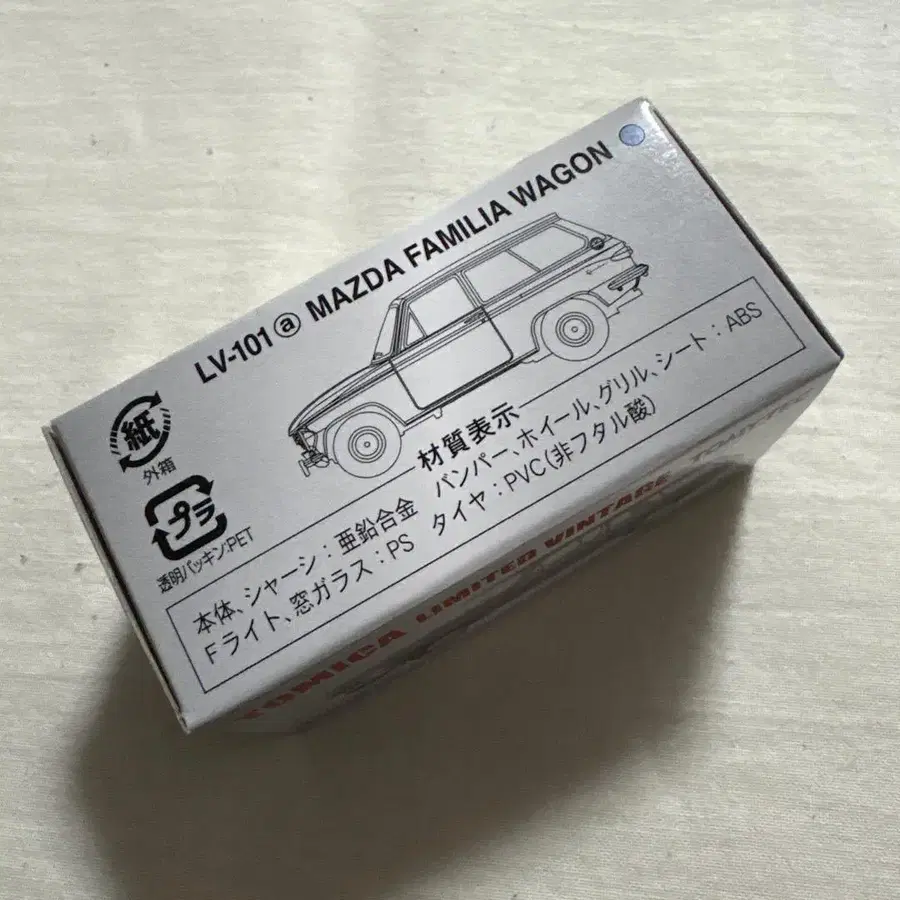 LV-101 ⓐ MAZDA FAMILIA WAGON
紙
外箱
プラ
透明パッキン:PET
材質表示
本体、シャーシ：亜鉛合金 バンパー、ホイール、グリル、シート：ABS
Fライト、窓ガラス：PS タイヤ：PVC(非フタル酸)
TOMICA LIMITED VINTAGE TOMYTEC